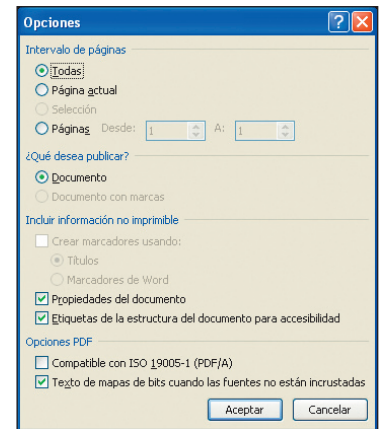 Opciones
Intervalo de páginas
Todas
Página actual
Selección
Páginas Desde: 1 A: 1
¿Qué desea publicar?
Documento
Documento con marcas
Incluir información no imprimible
Crear marcadores usando:
Títulos
Marcadores de Word
Propiedades del documento
Etiquetas de la estructura del documento para accesibilidad
Opciones PDF
Compatible con ISO 19005-1 (PDF/A)
Texto de mapas de bits cuando las fuentes no están incrustadas
Aceptar Cancelar